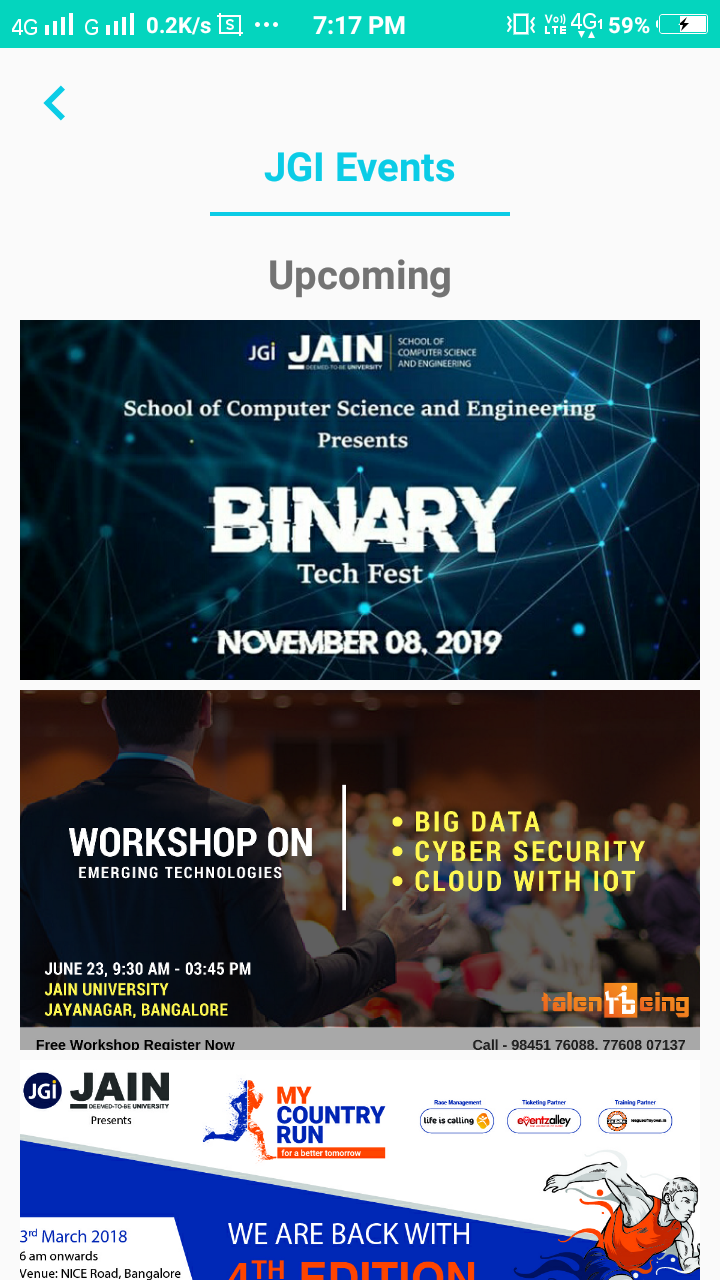 4G G 0.2K/s S ... 7:17 PM Vo)) LTE 4G1 59%
JGI Events
Upcoming
JGi JAIN DEEMED-TO-BE UNIVERSITY
SCHOOL OF
COMPUTER SCIENCE
AND ENGINEERING
School of Computer Science and Engineering
Presents
BINARY
Tech Fest
NOVEMBER 08, 2019
WORKSHOP ON
EMERGING TECHNOLOGIES
• BIG DATA
• CYBER SECURITY
• CLOUD WITH IOT
JUNE 23, 9:30 AM - 03:45 PM
JAIN UNIVERSITY
JAYANAGAR, BANGALORE
talentbeing
Free Workshop Register Now Call - 98451 76088, 77608 07137
JGi JAIN
DEEMED-TO-BE UNIVERSITY
Presents
MY
COUNTRY
RUN
for a better tomorrow
Race Management Ticketing Partner Training Partner
life is calling eventzalley
3rd March 2018
6 am onwards
Venue: NICE Road, Bangalore
WE ARE BACK WITH
4TH EDITION